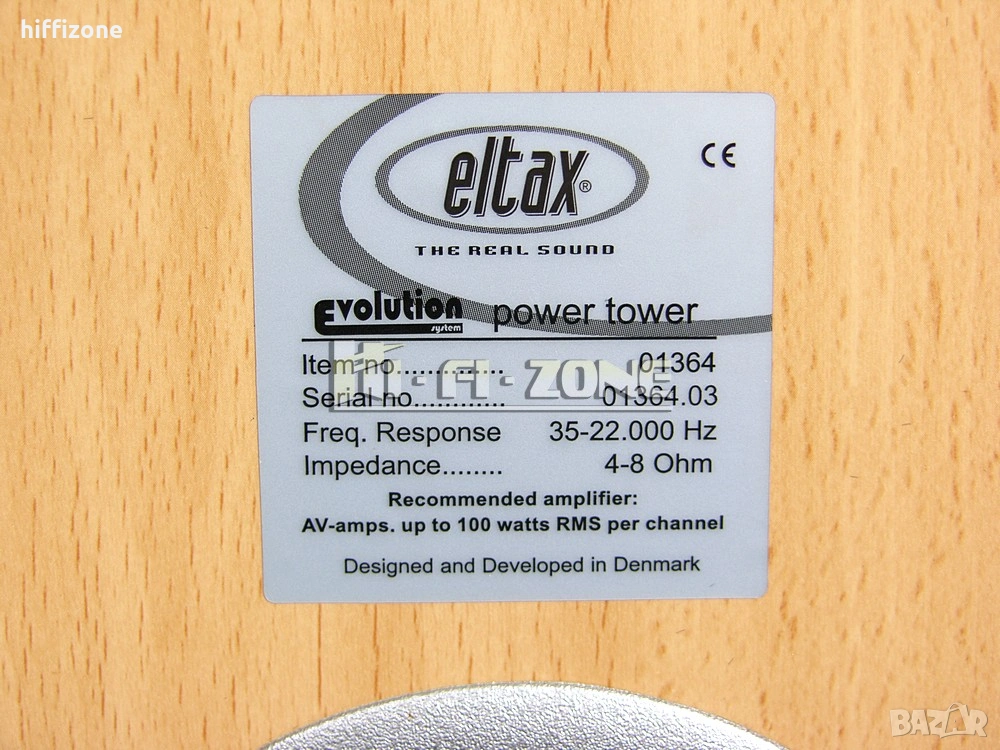 hiffizone
eltax®
CE
THE REAL SOUND
Evolution system power tower
Item no.............. 01364
HI-FI-ZONE
Serial no............ 01364.03
Freq. Response 35-22.000 Hz
Impedance........ 4-8 Ohm
Recommended amplifier:
AV-amps. up to 100 watts RMS per channel
Designed and Developed in Denmark
BAZAR